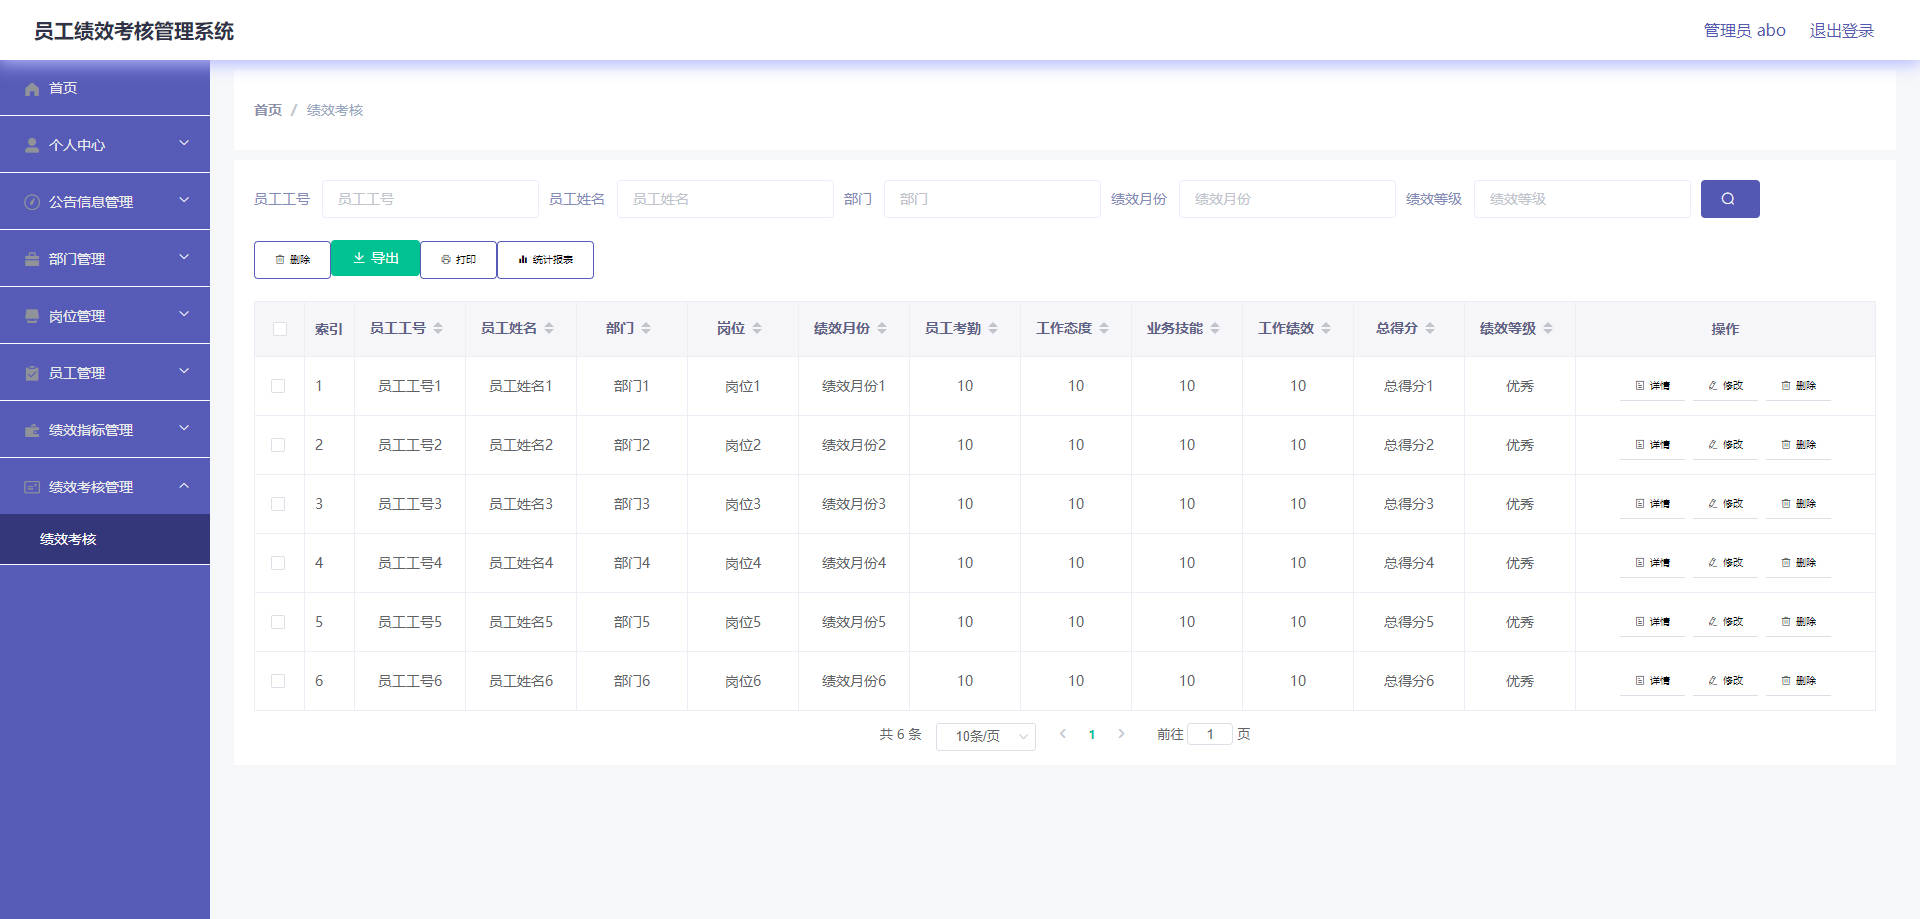 员工绩效考核管理系统
管理员 abo 退出登录
首页
个人中心
公告信息管理
部门管理
岗位管理
员工管理
绩效指标管理
绩效考核管理
绩效考核
首页 / 绩效考核
员工工号 员工工号 员工姓名 员工姓名 部门 部门 绩效月份 绩效月份 绩效等级 绩效等级
删除 导出 打印 统计报表
索引 员工工号 员工姓名 部门 岗位 绩效月份 员工考勤 工作态度 业务技能 工作绩效 总得分 绩效等级 操作
1 员工工号1 员工姓名1 部门1 岗位1 绩效月份1 10 10 10 10 总得分1 优秀 详情 修改 删除
2 员工工号2 员工姓名2 部门2 岗位2 绩效月份2 10 10 10 10 总得分2 优秀 详情 修改 删除
3 员工工号3 员工姓名3 部门3 岗位3 绩效月份3 10 10 10 10 总得分3 优秀 详情 修改 删除
4 员工工号4 员工姓名4 部门4 岗位4 绩效月份4 10 10 10 10 总得分4 优秀 详情 修改 删除
5 员工工号5 员工姓名5 部门5 岗位5 绩效月份5 10 10 10 10 总得分5 优秀 详情 修改 删除
6 员工工号6 员工姓名6 部门6 岗位6 绩效月份6 10 10 10 10 总得分6 优秀 详情 修改 删除
共 6 条 10条/页 1 前往 1 页